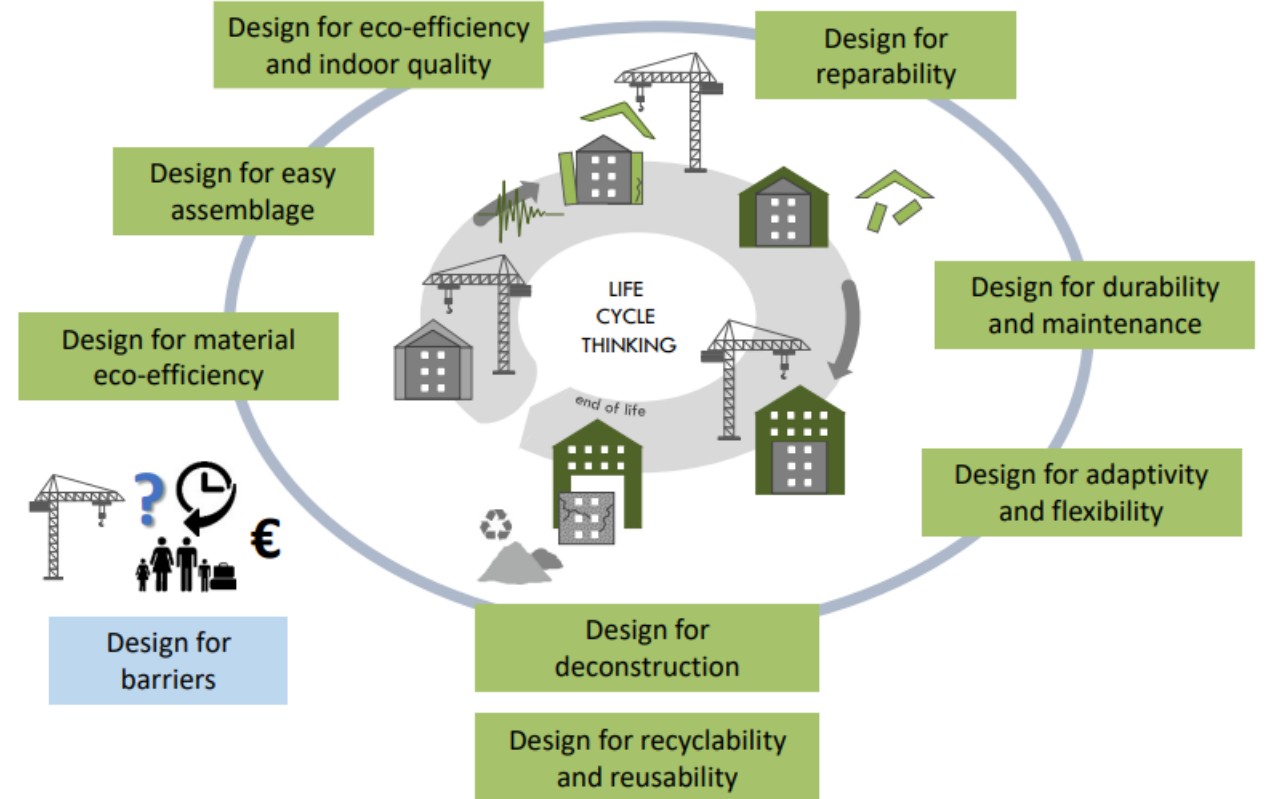 Design for eco-efficiency
and indoor quality
Design for
reparability
Design for easy
assemblage
Design for durability
and maintenance
LIFE
CYCLE
THINKING
Design for material
eco-efficiency
end of life
Design for adaptivity
and flexibility
?
€
Design for
barriers
Design for
deconstruction
Design for recyclability
and reusability